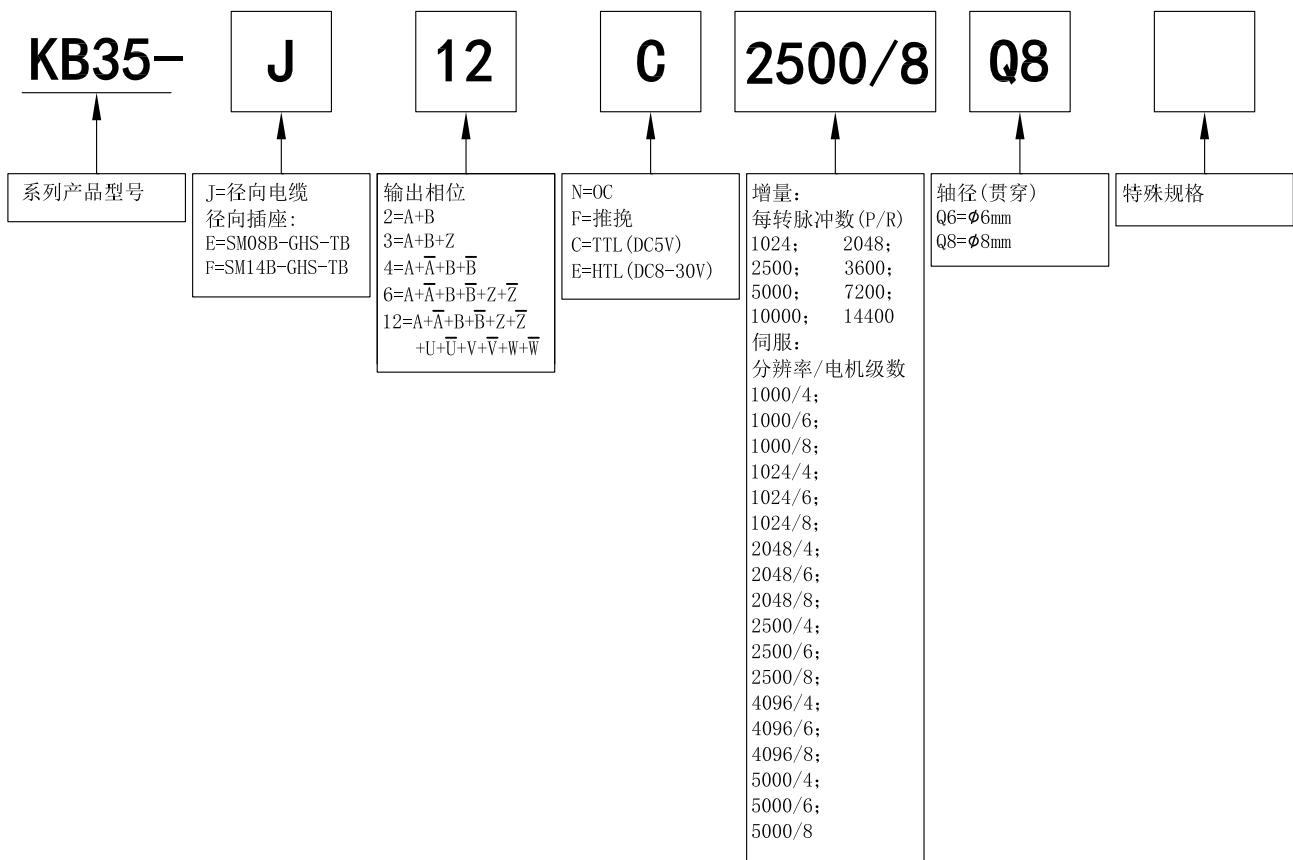 KB35-
J
12
C
2500/8
Q8
系列产品型号
J=径向电缆
径向插座:
E=SM08B-GHS-TB
F=SM14B-GHS-TB
输出相位
2=A+B
3=A+B+Z
4=A+A̅+B+B̅
6=A+A̅+B+B̅+Z+Z̅
12=A+A̅+B+B̅+Z+Z̅
+U+U̅+V+V̅+W+W̅
N=OC
F=推挽
C=TTL(DC5V)
E=HTL(DC8-30V)
增量:
每转脉冲数(P/R)
1024; 2048;
2500; 3600;
5000; 7200;
10000; 14400
伺服:
分辨率/电机级数
1000/4;
1000/6;
1000/8;
1024/4;
1024/6;
1024/8;
2048/4;
2048/6;
2048/8;
2500/4;
2500/6;
2500/8;
4096/4;
4096/6;
4096/8;
5000/4;
5000/6;
5000/8
轴径(贯穿)
Q6=ϕ6mm
Q8=ϕ8mm
特殊规格